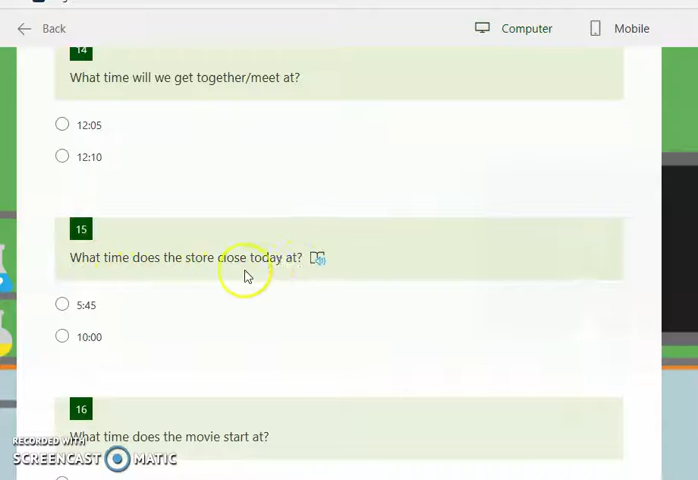 Back
Computer
Mobile
14
What time will we get together/meet at?
12:05
12:10
15
What time does the store close today at?
5:45
10:00
16
What time does the movie start at?
RECORDED WITH
SCREENCAST MATIC